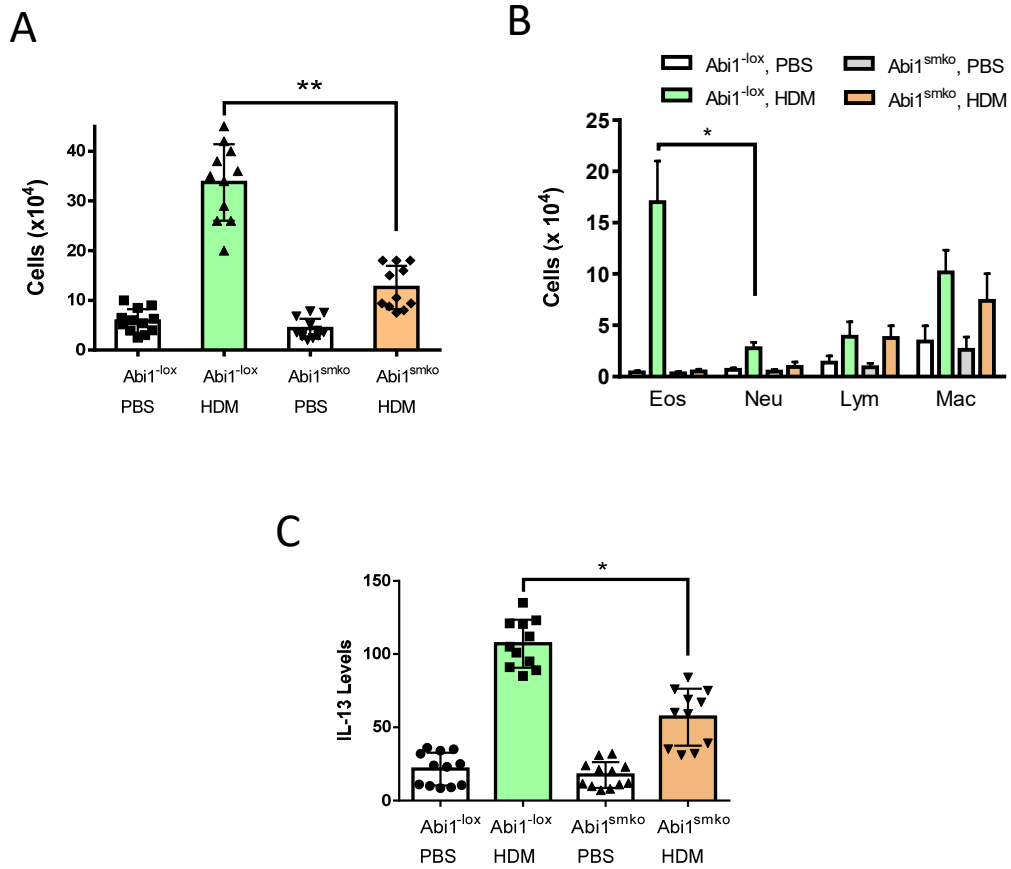 A
**
Cells (x10⁴)
40
30
20
10
0
Abi1⁻ˡᵒˣ Abi1⁻ˡᵒˣ Abi1ˢᵐᵏᵒ Abi1ˢᵐᵏᵒ
PBS HDM PBS HDM
B
Abi1⁻ˡᵒˣ, PBS Abi1ˢᵐᵏᵒ, PBS
Abi1⁻ˡᵒˣ, HDM Abi1ˢᵐᵏᵒ, HDM
*
Cells (x 10⁴)
25
20
15
10
5
0
Eos Neu Lym Mac
C
*
IL-13 Levels
150
100
50
0
Abi1⁻ˡᵒˣ Abi1⁻ˡᵒˣ Abi1ˢᵐᵏᵒ Abi1ˢᵐᵏᵒ
PBS HDM PBS HDM